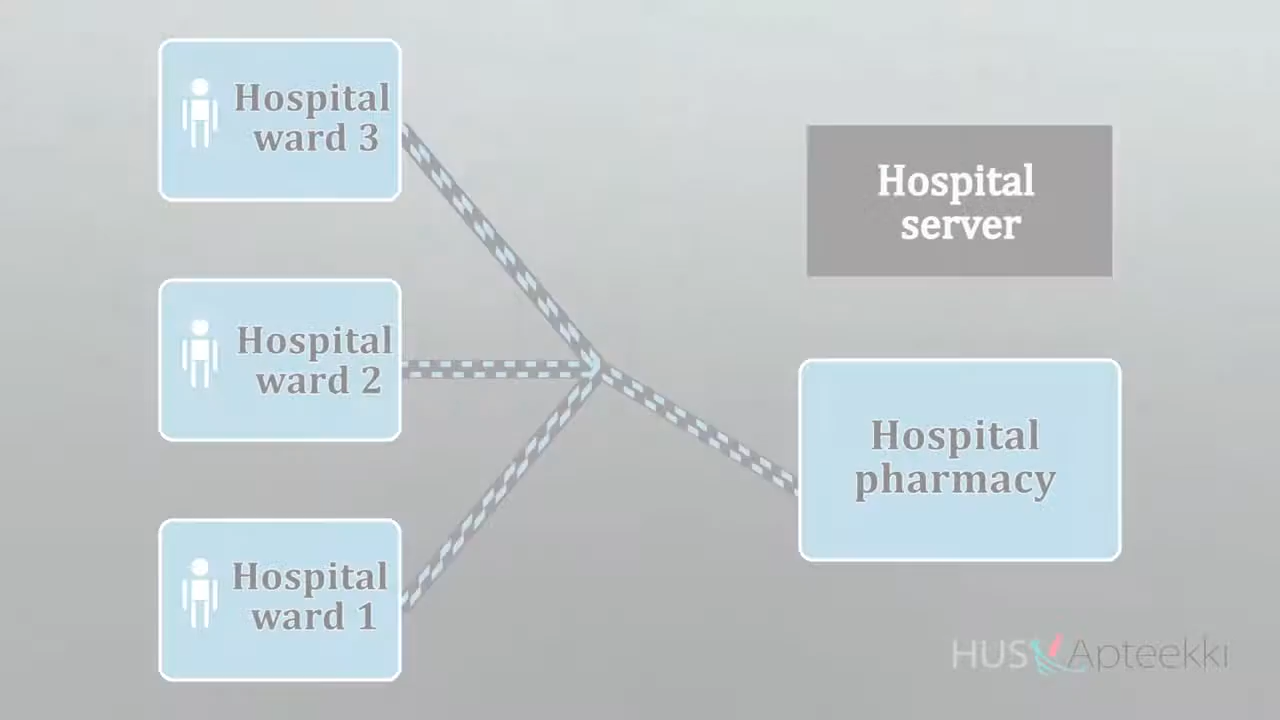 Hospital
ward 3
Hospital
server
Hospital
ward 2
Hospital
pharmacy
Hospital
ward 1
HUS Apteekki